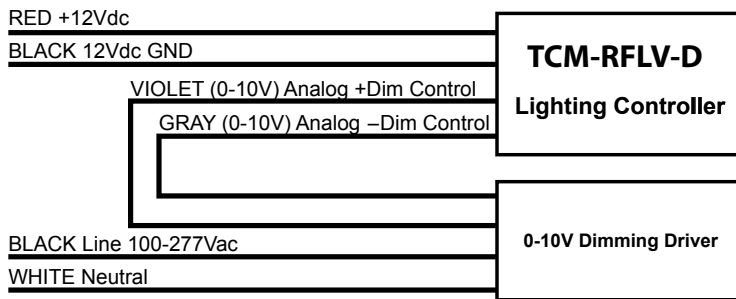 RED +12Vdc
BLACK 12Vdc GND
TCM-RFLV-D
Lighting Controller
VIOLET (0-10V) Analog +Dim Control
GRAY (0-10V) Analog –Dim Control
BLACK Line 100-277Vac
0-10V Dimming Driver
WHITE Neutral